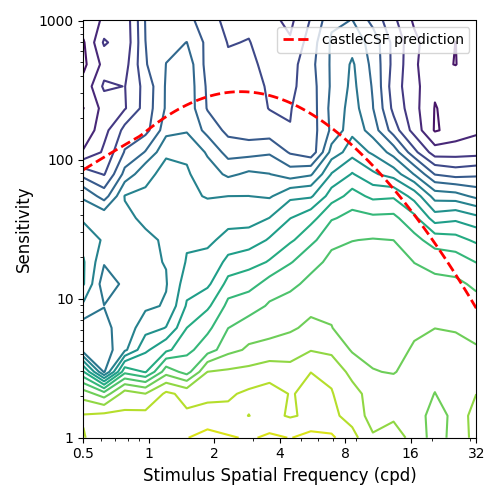 1000
castleCSF prediction
100
Sensitivity
10
1
0.5 1 2 4 8 16 32
Stimulus Spatial Frequency (cpd)